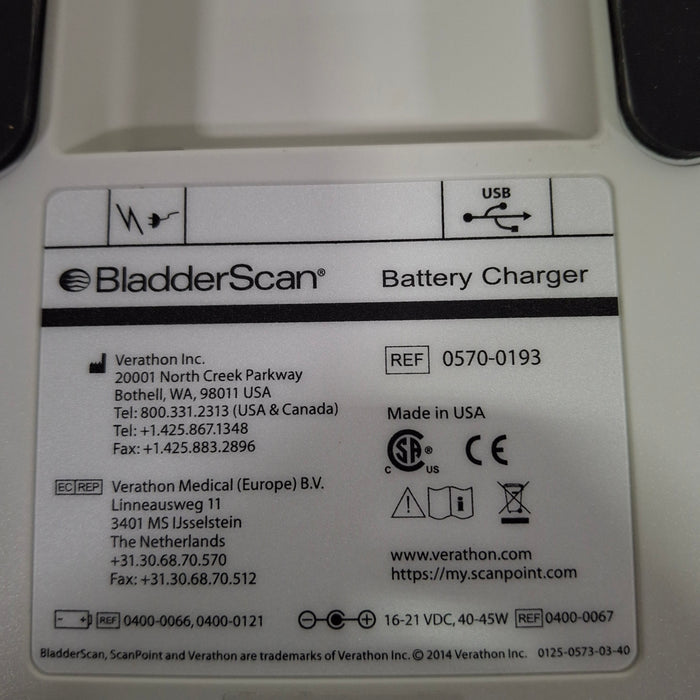 USB
BladderScan® Battery Charger
Verathon Inc.
20001 North Creek Parkway
Bothell, WA, 98011 USA
Tel: 800.331.2313 (USA & Canada)
Tel: +1.425.867.1348
Fax: +1.425.883.2896
EC REP Verathon Medical (Europe) B.V.
Linneausweg 11
3401 MS IJsselstein
The Netherlands
+31.30.68.70.570
Fax: +31.30.68.70.512
REF 0570-0193
Made in USA
CSA® C US CE
www.verathon.com
https://my.scanpoint.com
REF 0400-0066, 0400-0121 16-21 VDC, 40-45W REF 0400-0067
BladderScan, ScanPoint and Verathon are trademarks of Verathon Inc. © 2014 Verathon Inc. 0125-0573-03-40